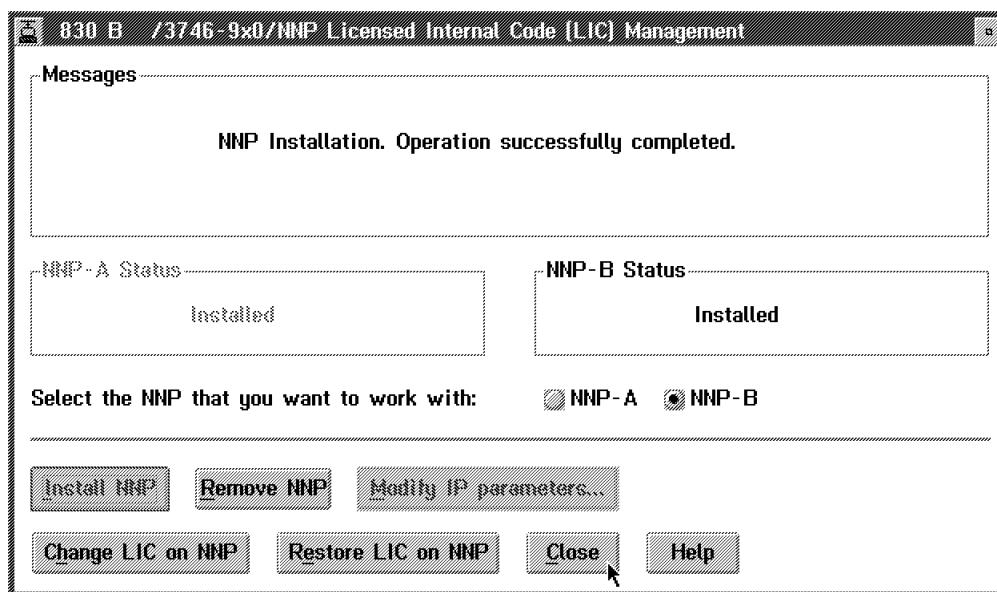 830 B /3746-9x0/NNP Licensed Internal Code (LIC) Management
Messages
NNP Installation. Operation successfully completed.
NNP-A Status
Installed
NNP-B Status
Installed
Select the NNP that you want to work with: NNP-A NNP-B
Install NNP Remove NNP Modify IP parameters...
Change LIC on NNP Restore LIC on NNP Close Help